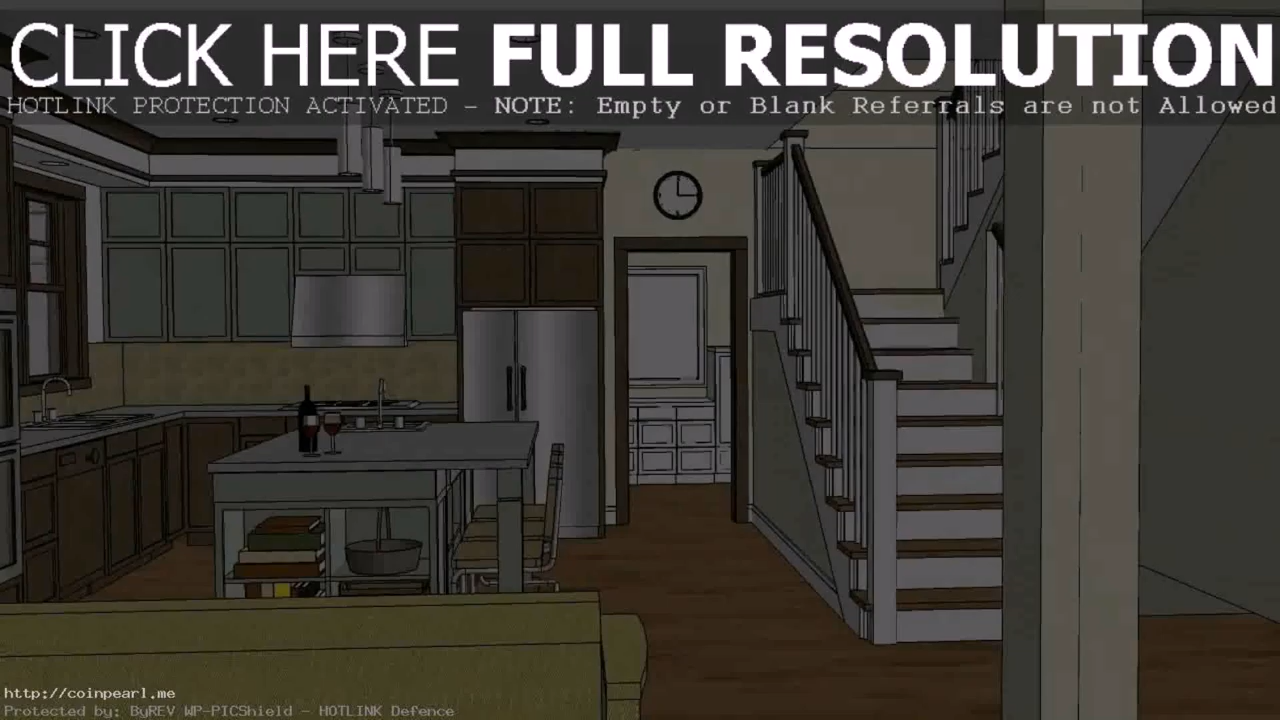 CLICK HERE FULL RESOLUTION
HOTLINK PROTECTION ACTIVATED - NOTE: Empty or Blank Referrals are not Allowed
http://coinpearl.me
Protected by: ByREV WP-PICShield - HOTLINK Defence